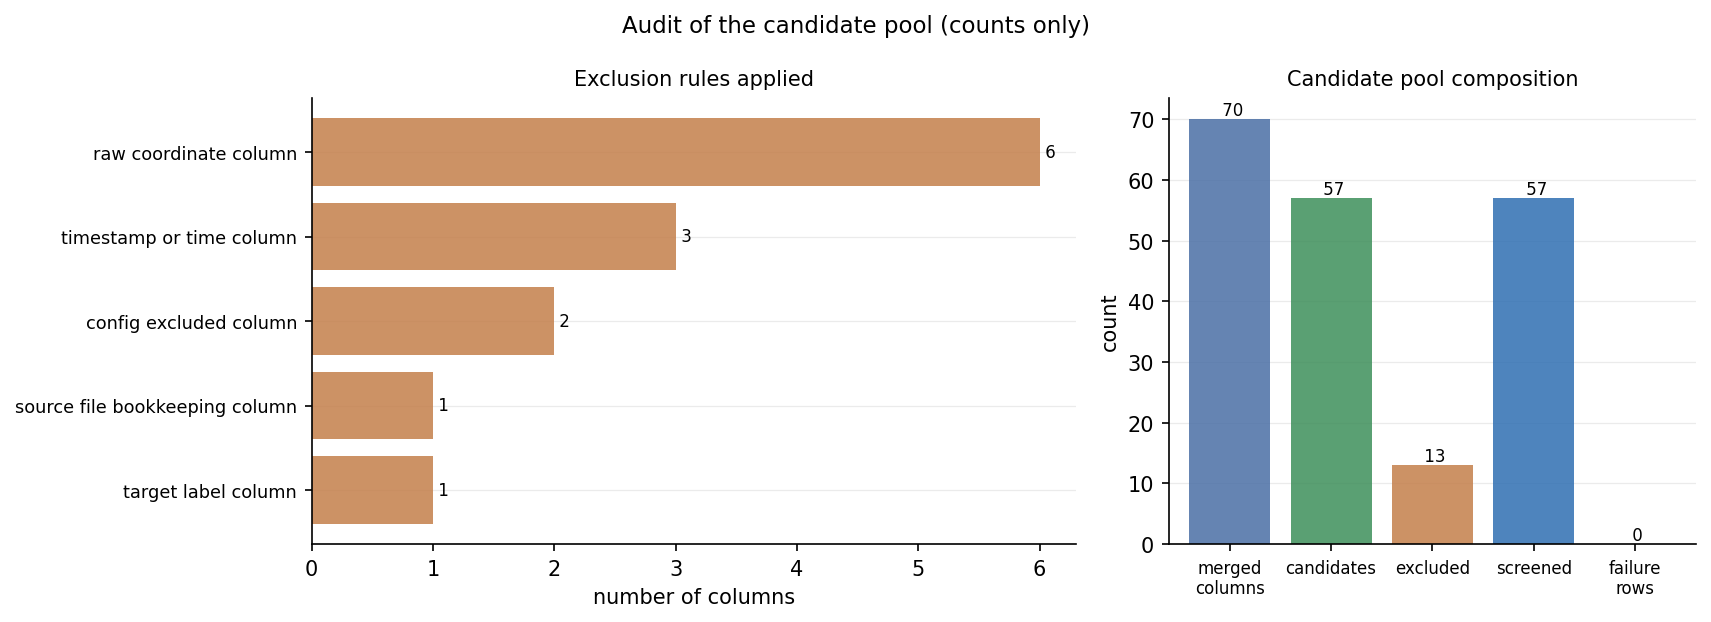 Audit of the candidate pool (counts only)
Exclusion rules applied
raw coordinate column
6
timestamp or time column
3
config excluded column
2
source file bookkeeping column
1
target label column
1
0 1 2 3 4 5 6
number of columns
Candidate pool composition
count
70
60
50
40
30
20
10
0
70
57
13
57
0
merged
columns
candidates
excluded
screened
failure
rows